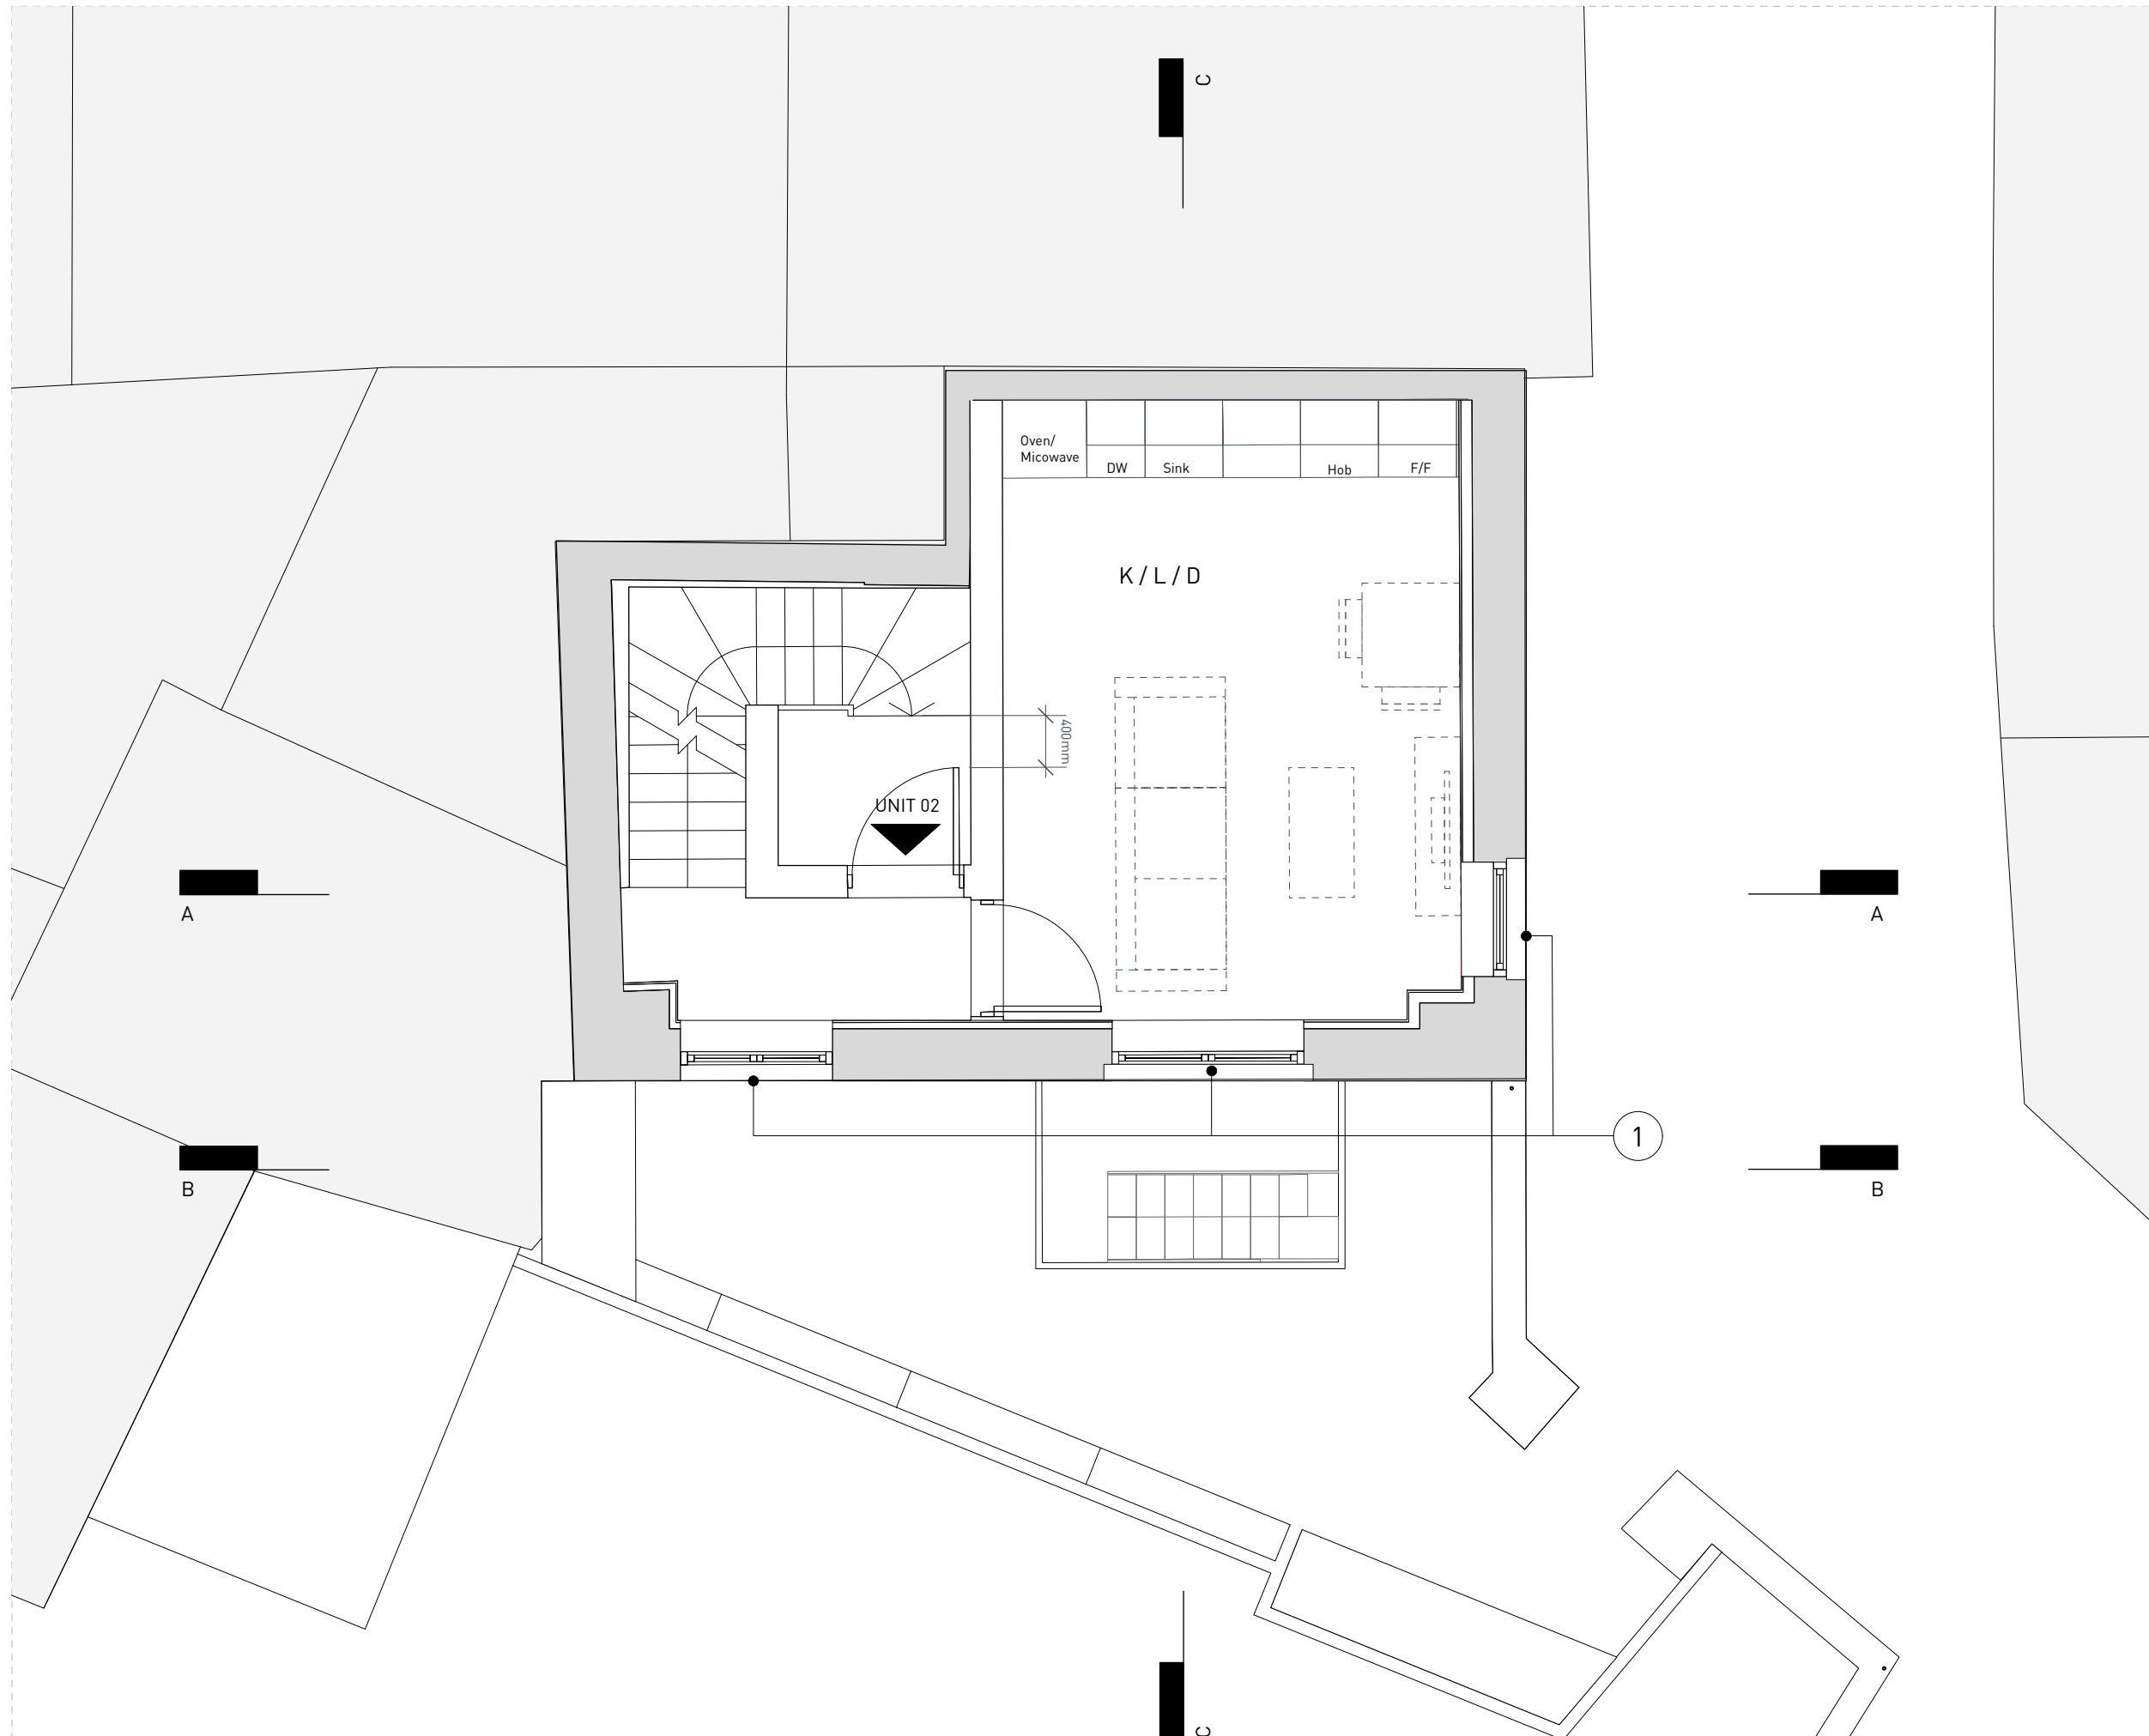 C
Oven/
Micowave
DW
Sink
Hob
F/F
K / L / D
400mm
UNIT 02
A
A
1
B
B
C